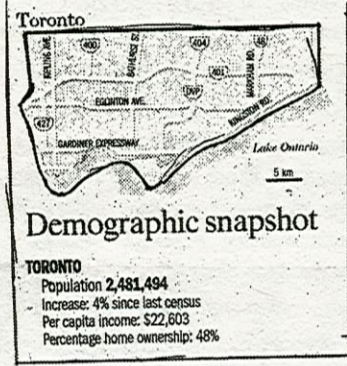 Toronto
KIPLING AVE.
400
BATHURST ST.
404
48
MARKHAM RD.
401
DVP
EGLINTON AVE.
KINGSTON RD.
427
GARDINER EXPRESSWAY
Lake Ontario
5 km
Demographic snapshot
TORONTO
Population 2,481,494
Increase: 4% since last census
Per capita income: $22,603
Percentage home ownership: 48%